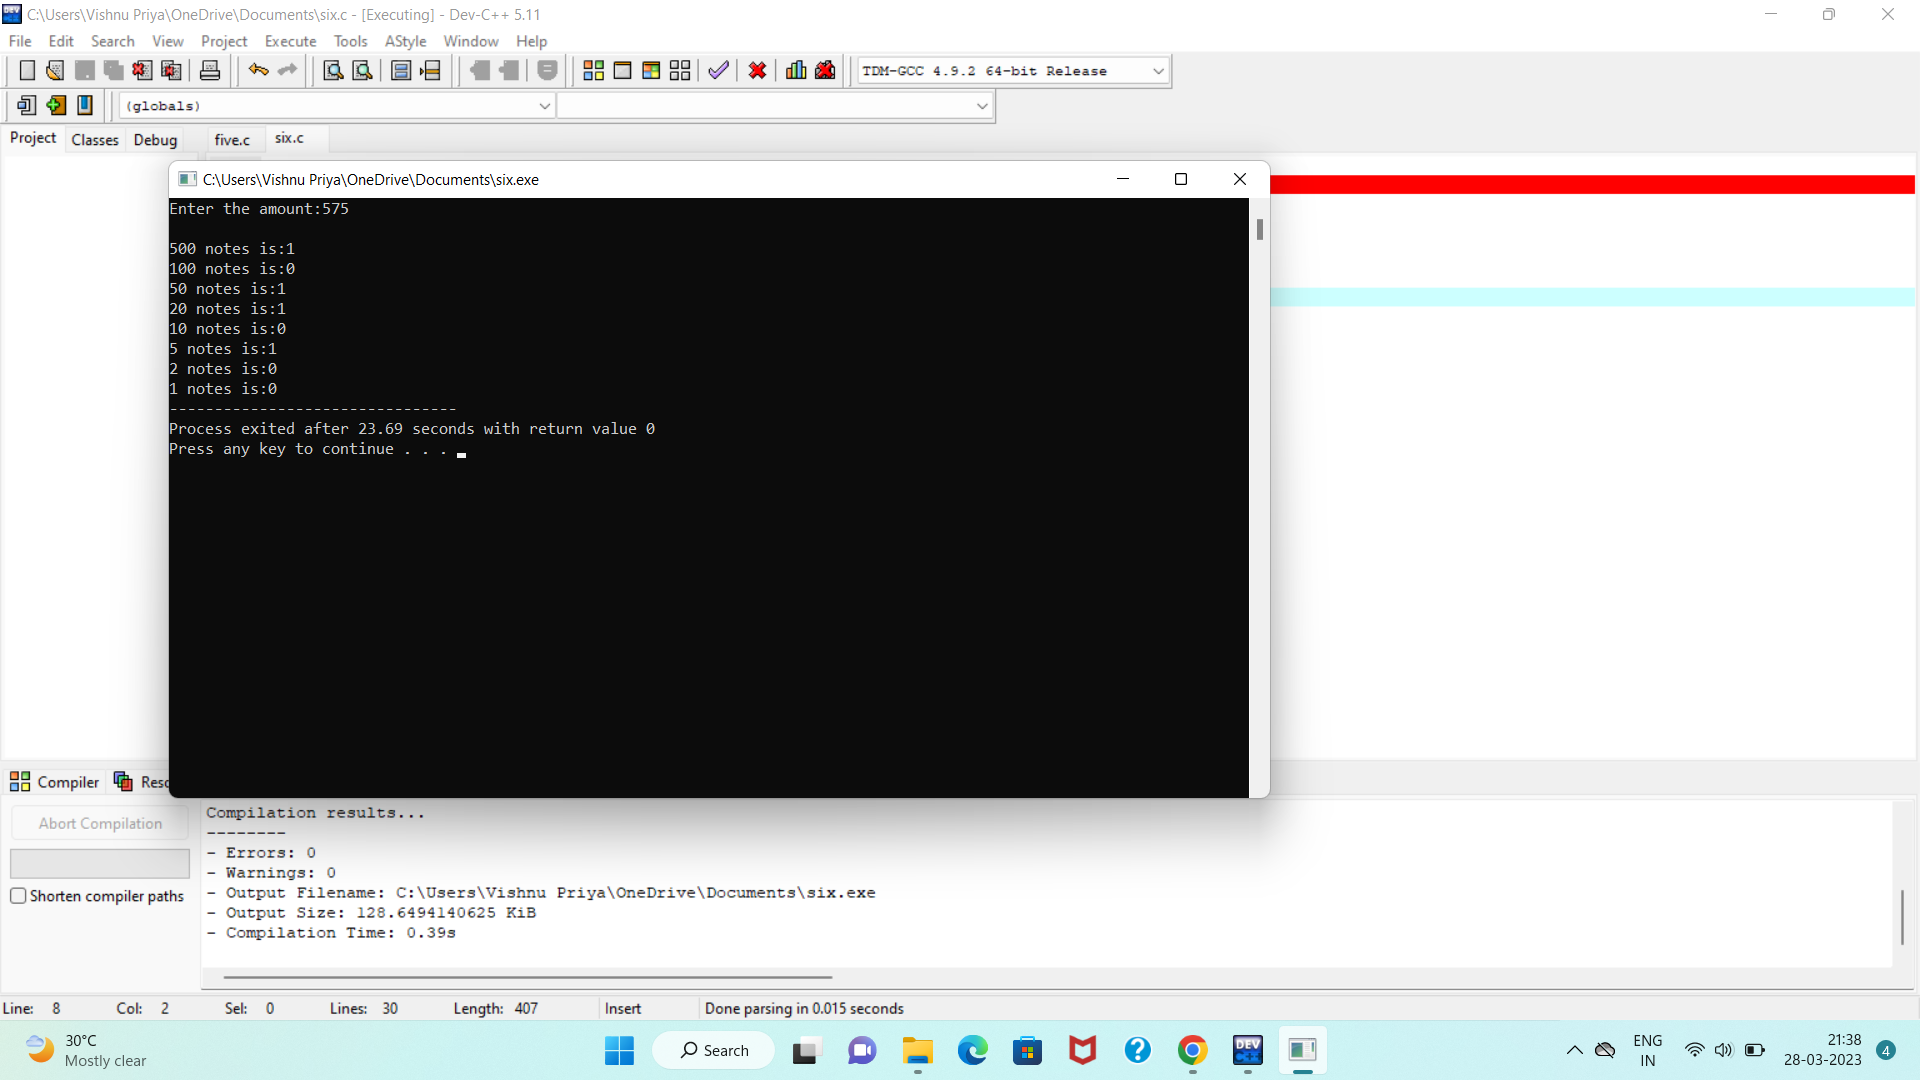 C:\Users\Vishnu Priya\OneDrive\Documents\six.c - [Executing] - Dev-C++ 5.11
File Edit Search View Project Execute Tools AStyle Window Help
TDM-GCC 4.9.2 64-bit Release
(globals)
Project Classes Debug five.c six.c
C:\Users\Vishnu Priya\OneDrive\Documents\six.exe
Enter the amount:575
500 notes is:1
100 notes is:0
50 notes is:1
20 notes is:1
10 notes is:0
5 notes is:1
2 notes is:0
1 notes is:0
--------------------------------
Process exited after 23.69 seconds with return value 0
Press any key to continue . . .
Compiler
Abort Compilation
Shorten compiler paths
Compilation results...
--------
- Errors: 0
- Warnings: 0
- Output Filename: C:\Users\Vishnu Priya\OneDrive\Documents\six.exe
- Output Size: 128.6494140625 KiB
- Compilation Time: 0.39s
Line: 8 Col: 2 Sel: 0 Lines: 30 Length: 407 Insert Done parsing in 0.015 seconds
30°C
Mostly clear
Search
DEV C++
ENG
IN
21:38
28-03-2023
4